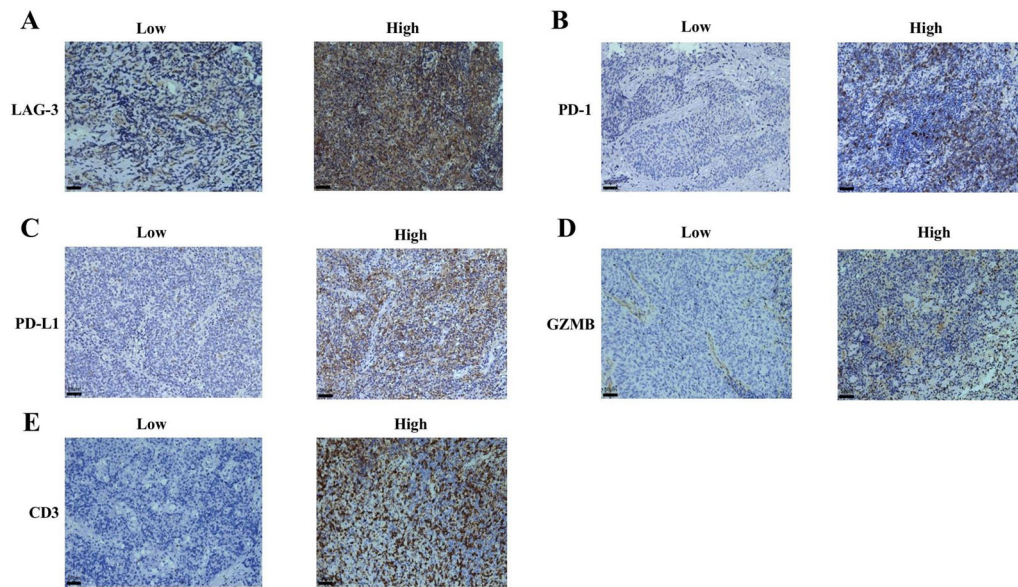 A
Low
High
LAG-3
B
Low
High
PD-1
C
Low
High
PD-L1
D
Low
High
GZMB
E
Low
High
CD3